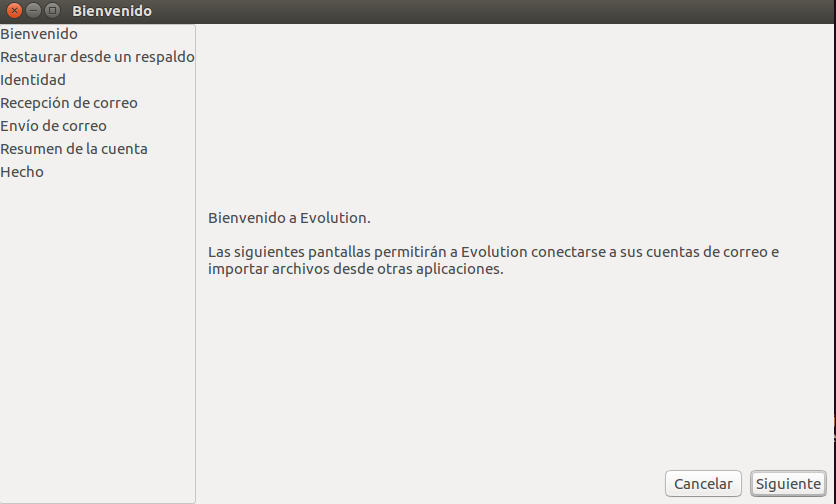 Bienvenido
Bienvenido
Restaurar desde un respaldo
Identidad
Recepción de correo
Envío de correo
Resumen de la cuenta
Hecho
Bienvenido a Evolution.
Las siguientes pantallas permitirán a Evolution conectarse a sus cuentas de correo e
importar archivos desde otras aplicaciones.
Cancelar
Siguiente